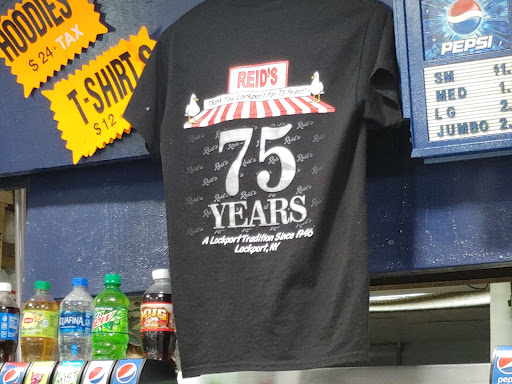 HOODIES
$24 + TAX
T-SHIRTS
$12
REID'S
Thank You Lockport for 75 Years!
75
YEARS
A Lockport Tradition Since 1946
Lockport, NY
PEPSI
SM
MED
LG
JUMBO
AQUAFINA
MUG